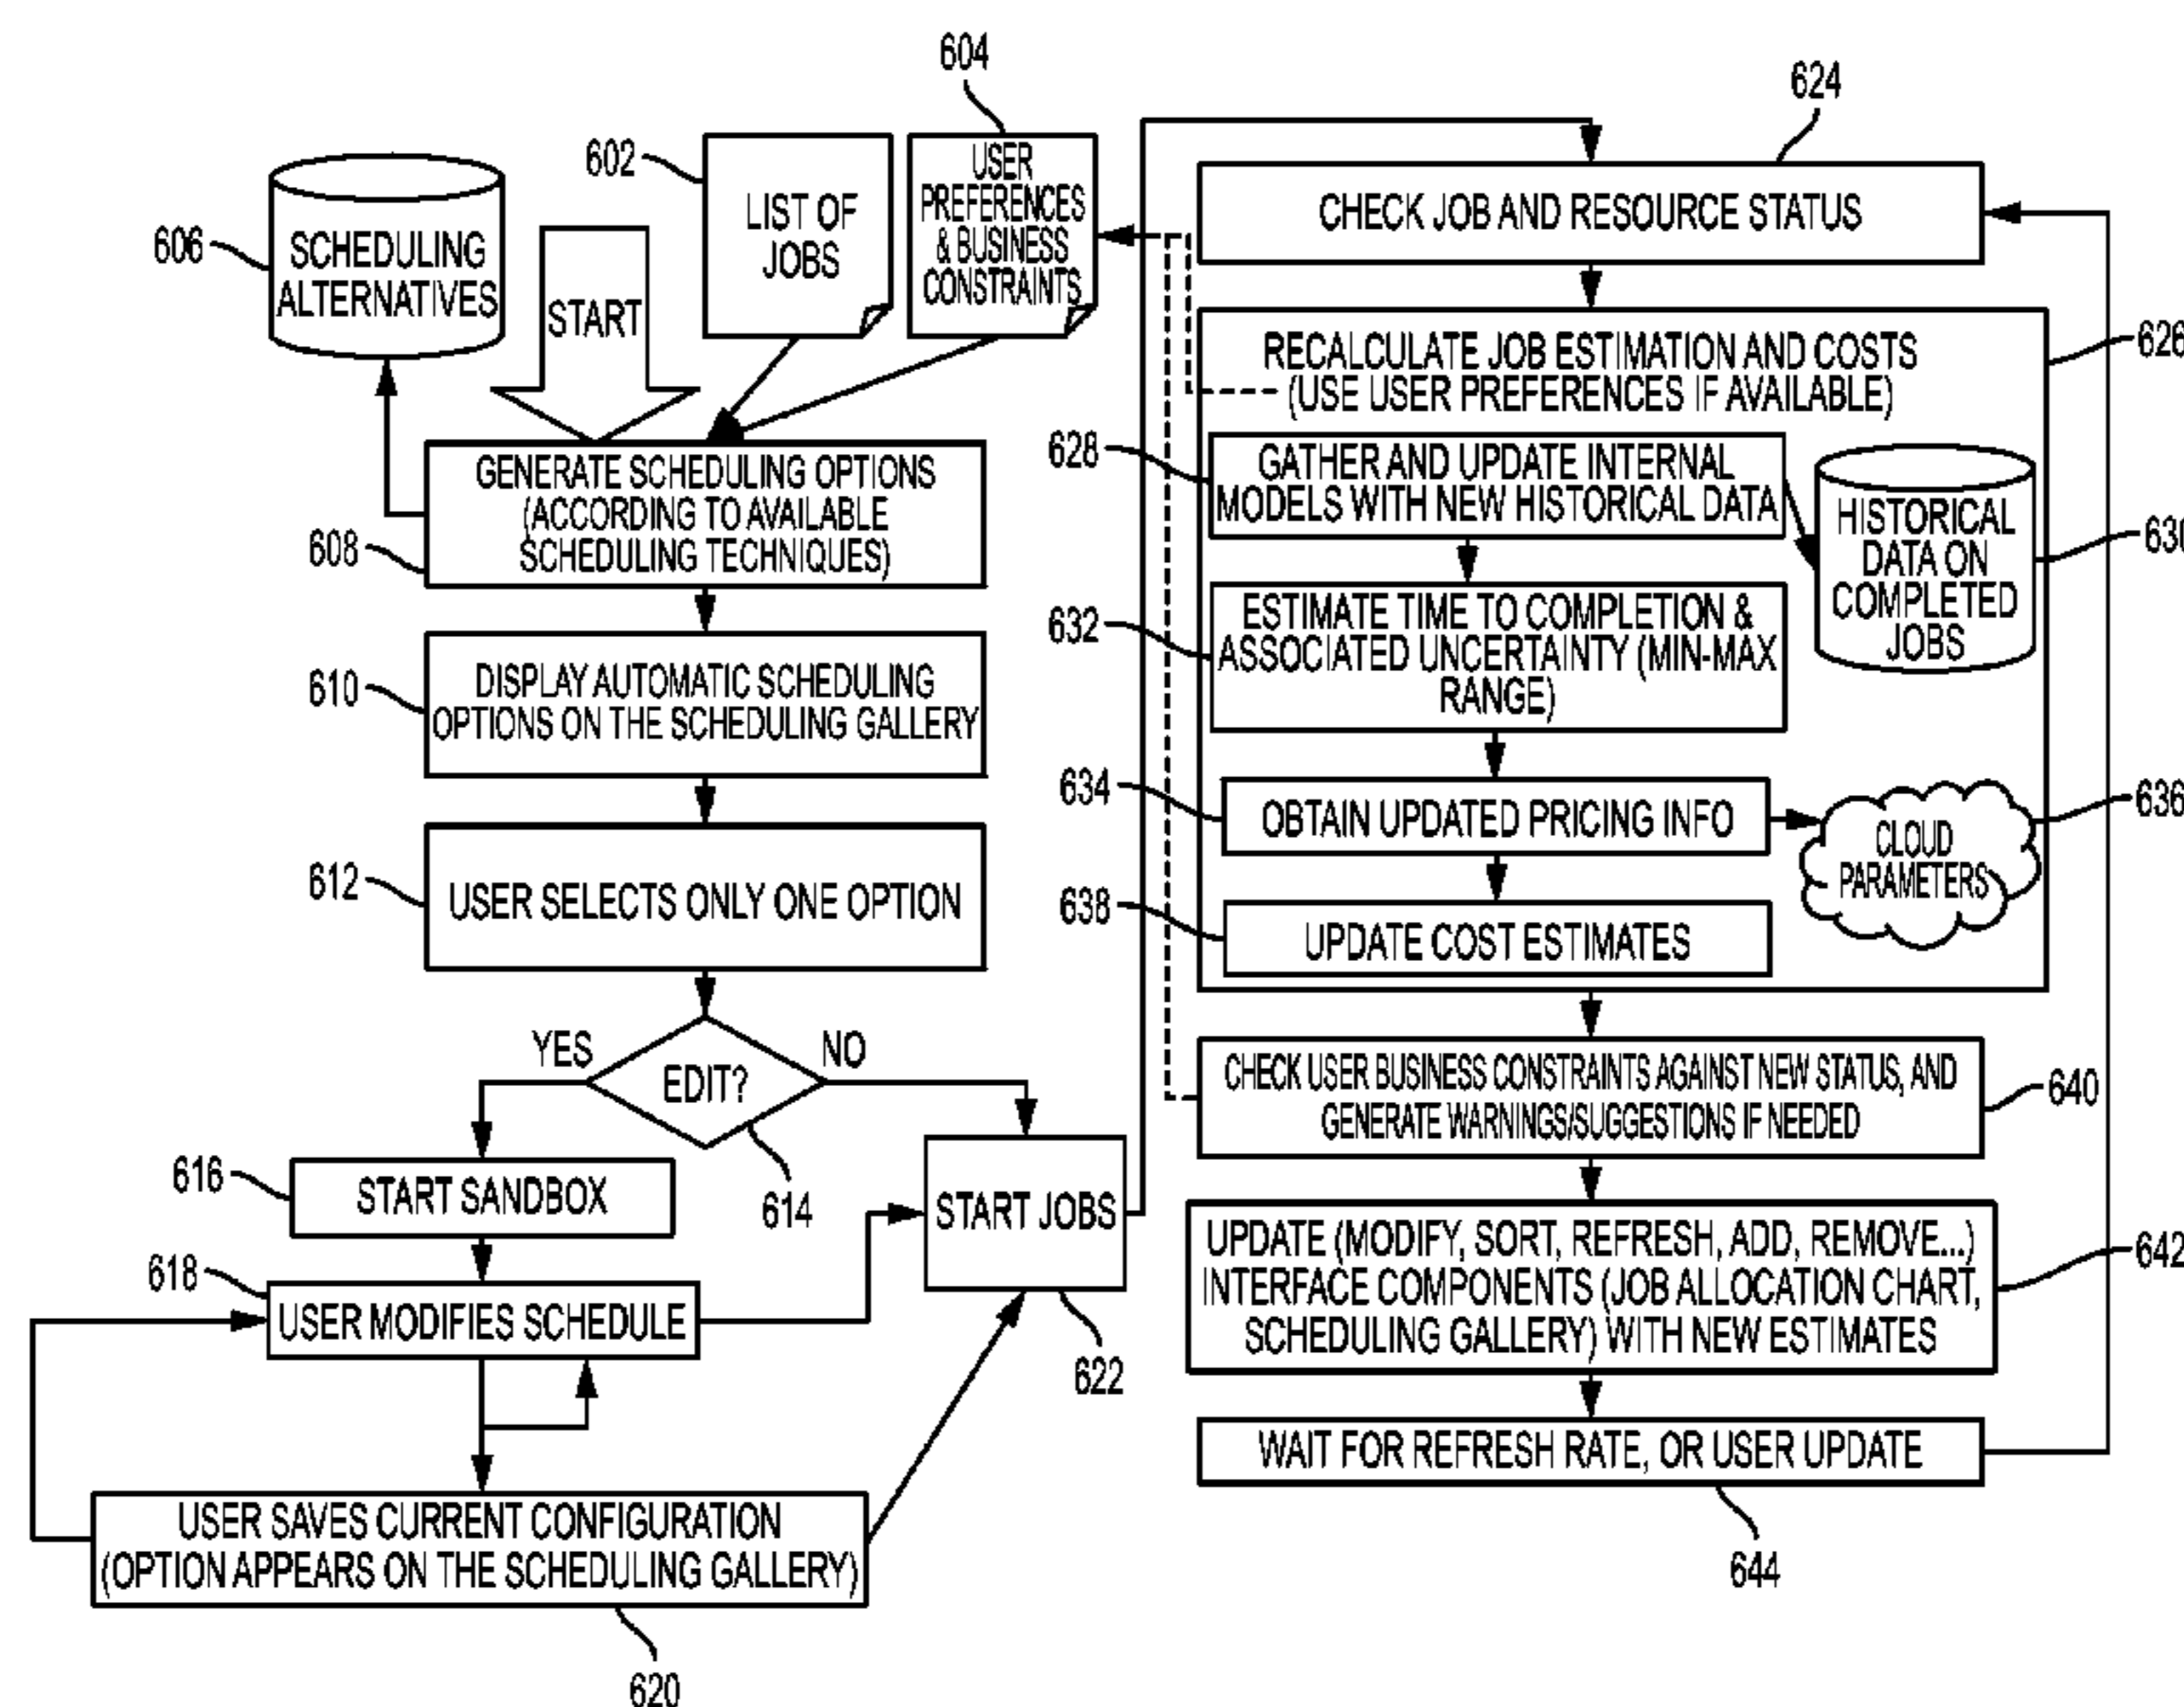 604
624
602
606
SCHEDULING
ALTERNATIVES
START
LIST OF
JOBS
USER
PREFERENCES
& BUSINESS
CONSTRAINTS
CHECK JOB AND RESOURCE STATUS
RECALCULATE JOB ESTIMATION AND COSTS
(USE USER PREFERENCES IF AVAILABLE)
626
GENERATE SCHEDULING OPTIONS
(ACCORDING TO AVAILABLE
SCHEDULING TECHNIQUES)
608
628
GATHER AND UPDATE INTERNAL
MODELS WITH NEW HISTORICAL DATA
HISTORICAL
DATA ON
COMPLETED
JOBS
630
632
ESTIMATE TIME TO COMPLETION &
ASSOCIATED UNCERTAINTY (MIN-MAX
RANGE)
610
DISPLAY AUTOMATIC SCHEDULING
OPTIONS ON THE SCHEDULING GALLERY
634
OBTAIN UPDATED PRICING INFO
CLOUD
PARAMETERS
636
612
USER SELECTS ONLY ONE OPTION
638
UPDATE COST ESTIMATES
YES
EDIT?
NO
614
CHECK USER BUSINESS CONSTRAINTS AGAINST NEW STATUS, AND
GENERATE WARNINGS/SUGGESTIONS IF NEEDED
640
616
START SANDBOX
START JOBS
622
618
USER MODIFIES SCHEDULE
UPDATE (MODIFY, SORT, REFRESH, ADD, REMOVE...)
INTERFACE COMPONENTS (JOB ALLOCATION CHART,
SCHEDULING GALLERY) WITH NEW ESTIMATES
642
WAIT FOR REFRESH RATE, OR USER UPDATE
644
USER SAVES CURRENT CONFIGURATION
(OPTION APPEARS ON THE SCHEDULING GALLERY)
620